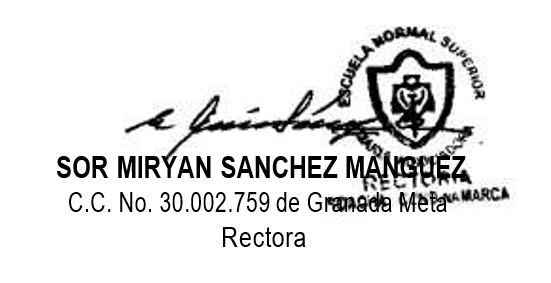 ESCUELA NORMAL SUPERIOR
SOR MIRYAN SANCHEZ MANGUEZ
RECTORIA
C.C. No. 30.002.759 de Granada Meta
Rectora